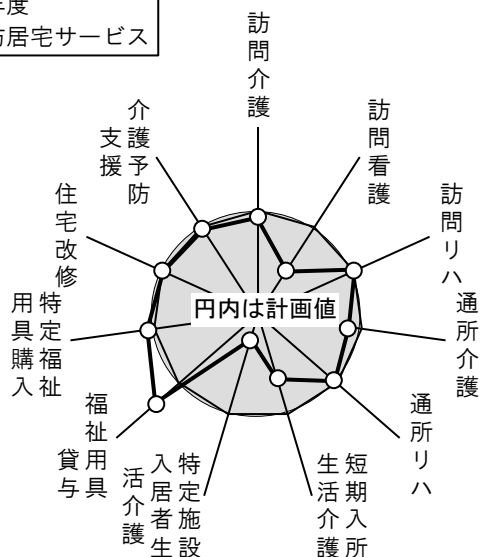 年度
防居宅サービス
訪問介護
訪問看護
訪問リハ
通所介護
通所リハ
短期入所
生活介護
特定施設
入居者生
活介護
福祉用具
貸与
特定福祉
用具購入
住宅改修
介護予防
支援
円内は計画値